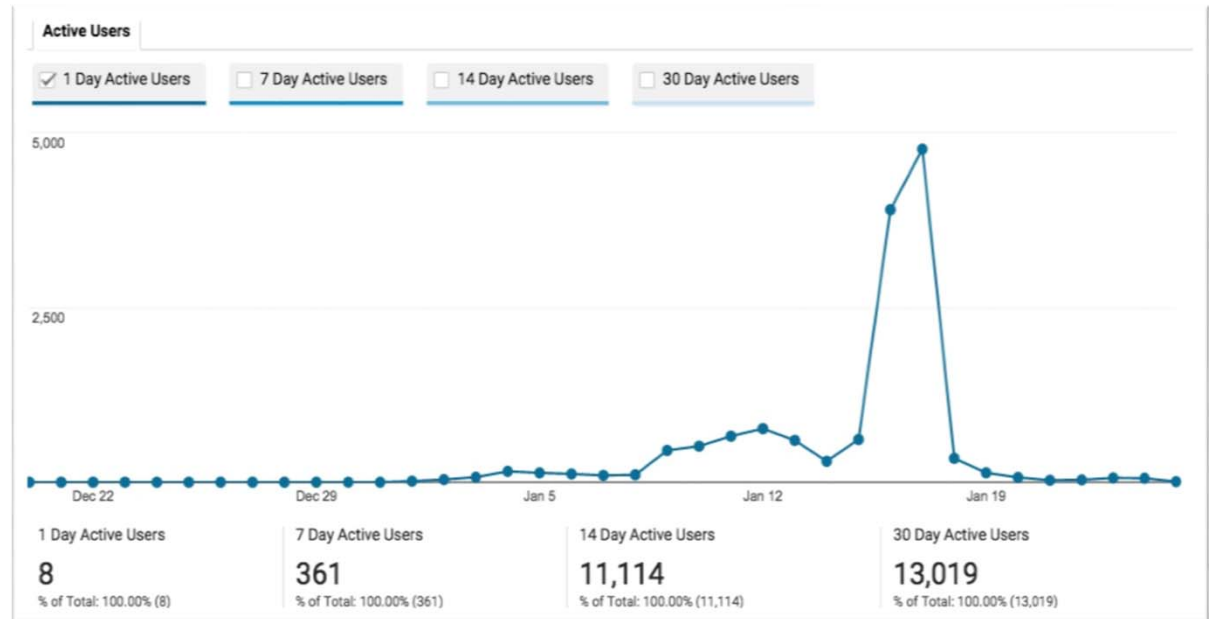 Active Users
1 Day Active Users 7 Day Active Users 14 Day Active Users 30 Day Active Users
5,000
2,500
Dec 22 Dec 29 Jan 5 Jan 12 Jan 19
1 Day Active Users 7 Day Active Users 14 Day Active Users 30 Day Active Users
8 361 11,114 13,019
% of Total: 100.00% (8) % of Total: 100.00% (361) % of Total: 100.00% (11,114) % of Total: 100.00% (13,019)